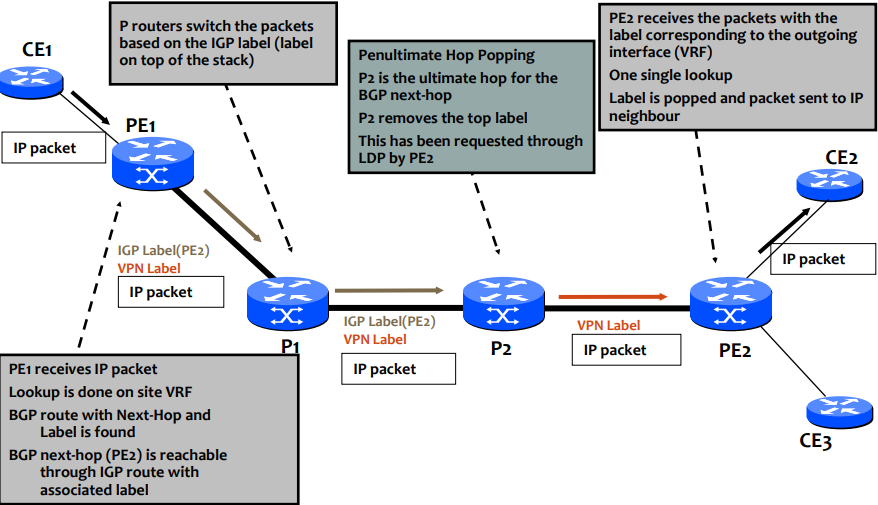 CE1
P routers switch the packets
based on the IGP label (label
on top of the stack)
Penultimate Hop Popping
P2 is the ultimate hop for the
BGP next-hop
P2 removes the top label
This has been requested through
LDP by PE2
PE2 receives the packets with the
label corresponding to the outgoing
interface (VRF)
One single lookup
Label is popped and packet sent to IP
neighbour
PE1
IP packet
CE2
IGP Label(PE2)
VPN Label
IP packet
IP packet
P1
IGP Label(PE2)
VPN Label
IP packet
P2
VPN Label
IP packet
PE2
PE1 receives IP packet
Lookup is done on site VRF
BGP route with Next-Hop and
Label is found
BGP next-hop (PE2) is reachable
through IGP route with
associated label
CE3